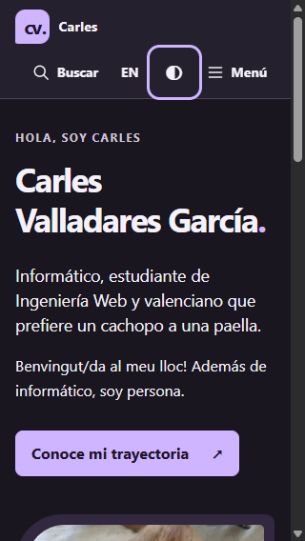 cv. Carles
Buscar EN Menú
HOLA, SOY CARLES
Carles
Valladares García.
Informático, estudiante de
Ingeniería Web y valenciano que
prefiere un cachopo a una paella.
Benvingut/da al meu lloc! Además de
informático, soy persona.
Conoce mi trayectoria ↗